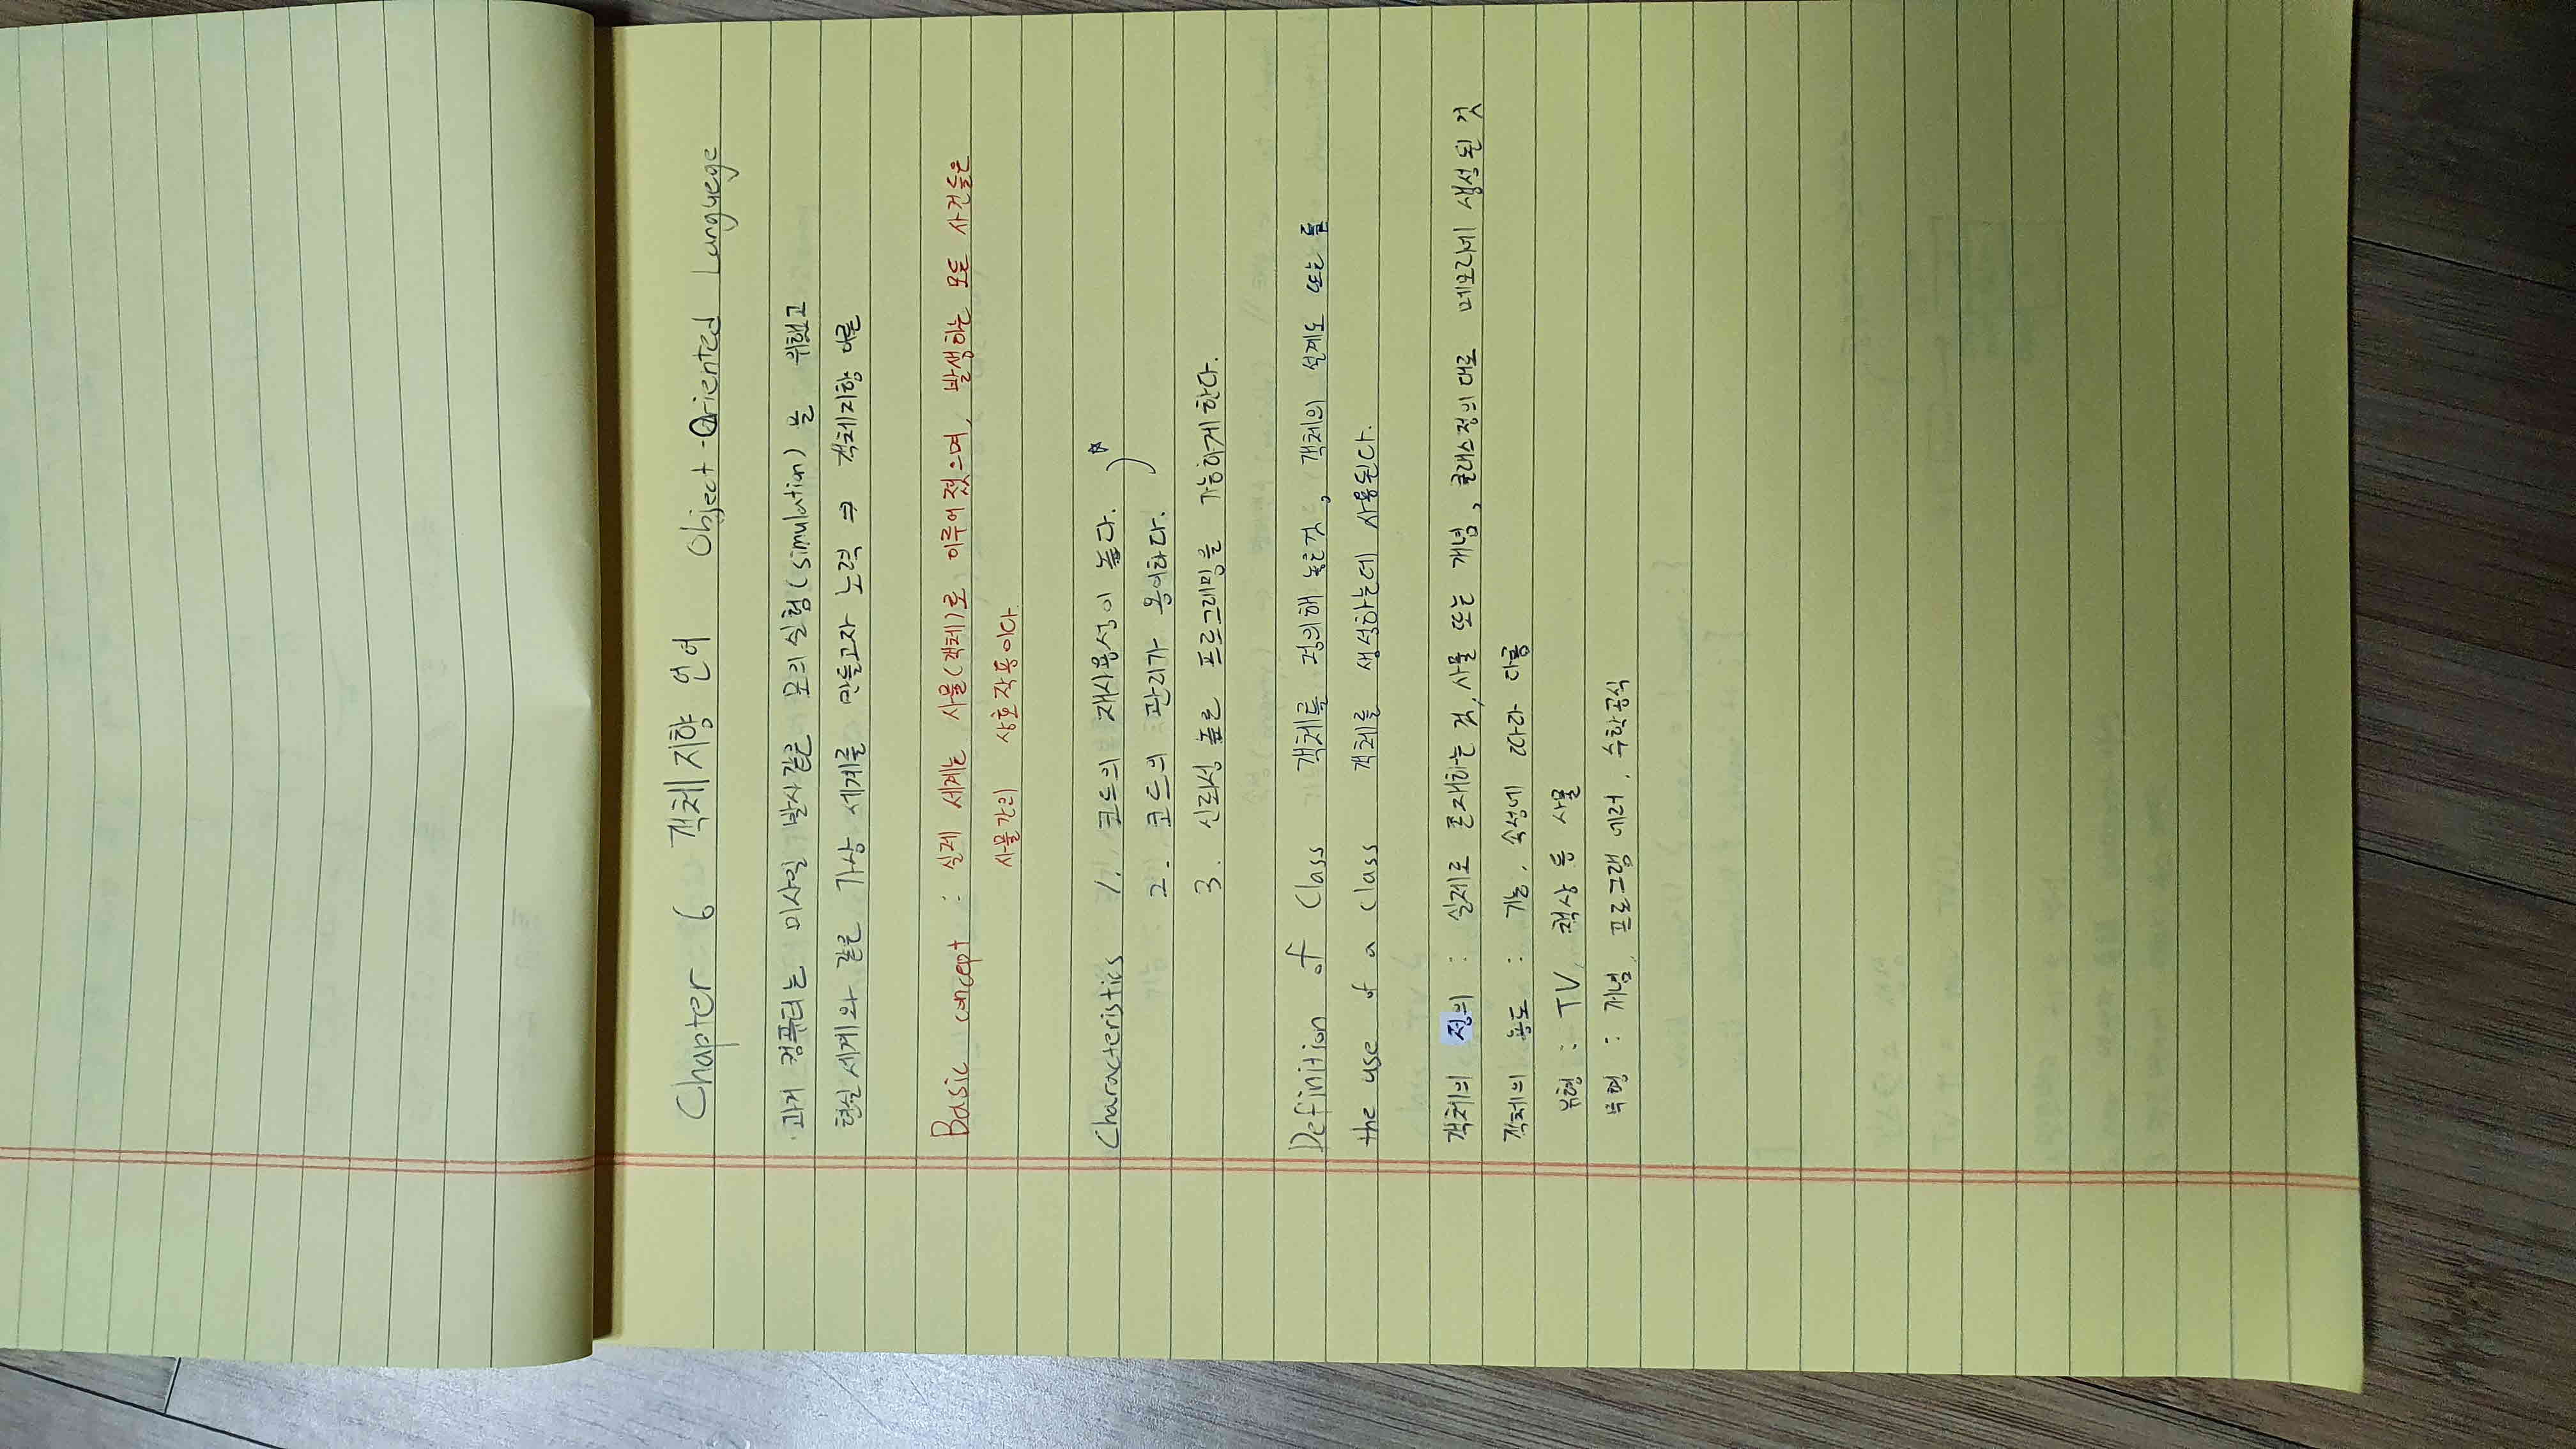 Chapter 6 객체지향 언어 Object-Oriented Languege
과거 컴퓨터는 미사일 발사같은 모의실험(simulation)을 위했고
현실세계와 같은 가상 세계를 만들고자 노력 ⇒ 객체지향 이론
Basic concept : 실제 세계는 사물(객체)로 이루어졌으며, 발생하는 모든 사건들은
사물간의 상호작용이다.
Characteristics 1. 코드의 재사용성이 높다. ☆
2. 코드의 관리가 용이하다.
3. 신뢰성 높은 프로그래밍을 가능하게한다.
Definition of Class 객체를 정의해 놓은것, 객체의 설계도 또는 틀
the use of a class 객체를 생성하는데 사용된다.
객체의 정의 : 실제로 존재하는 것, 사물 또는 개념, 클래스정의대로 메모리에 생성된 것
객체의 용도 : 기능, 속성에 따라 다름
유형 : TV, 책상 등 사물
무형 : 개념, 프로그램 에러, 수학공식